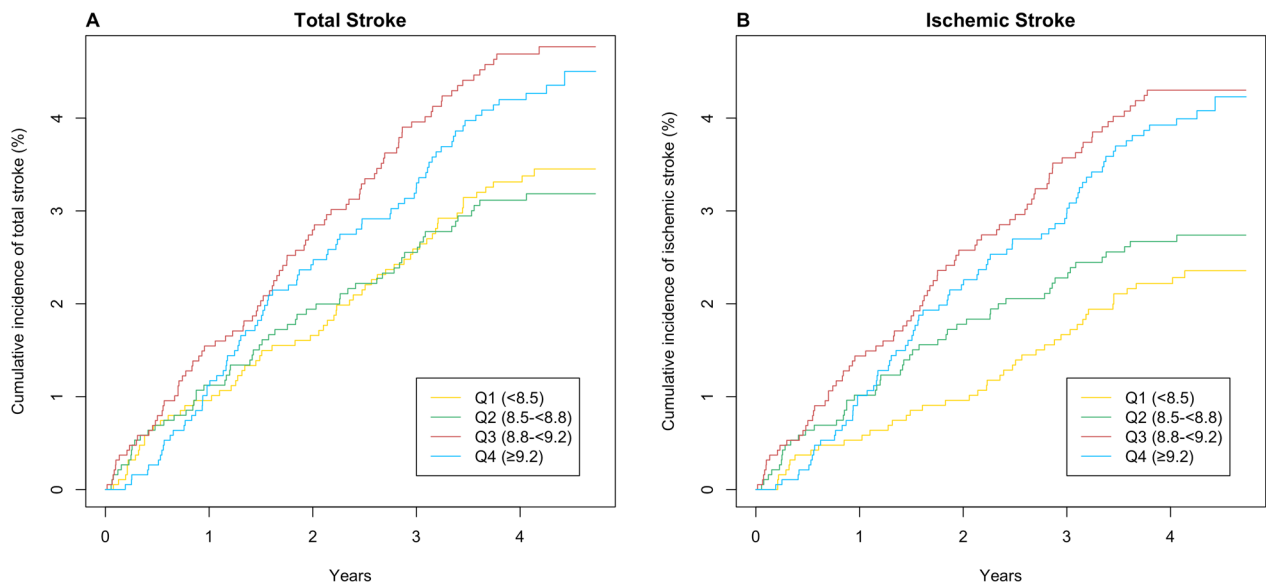 A Total Stroke
Cumulative incidence of total stroke (%)
4
3
2
1
0
Q1 (<8.5)
Q2 (8.5-<8.8)
Q3 (8.8-<9.2)
Q4 (≥9.2)
0 1 2 3 4
Years
B Ischemic Stroke
Cumulative incidence of ischemic stroke (%)
4
3
2
1
0
Q1 (<8.5)
Q2 (8.5-<8.8)
Q3 (8.8-<9.2)
Q4 (≥9.2)
0 1 2 3 4
Years